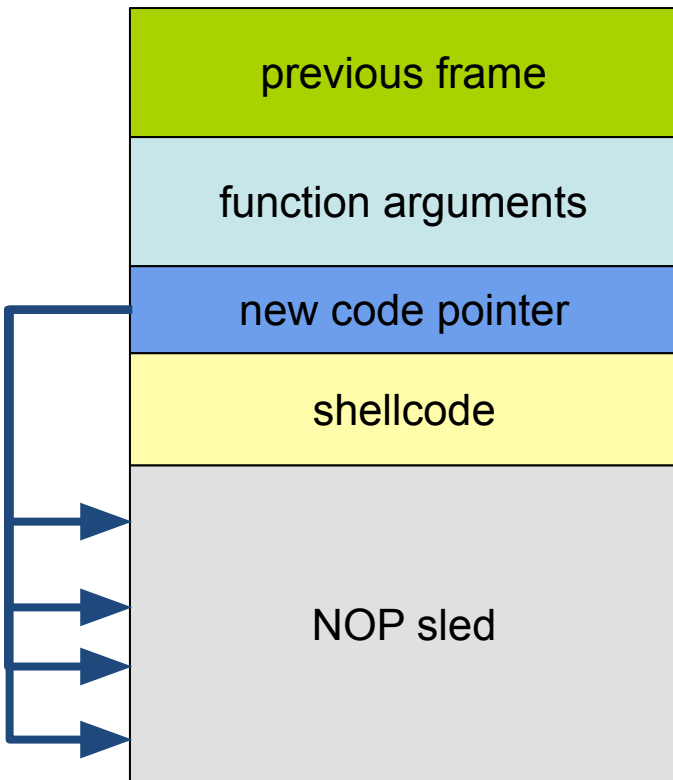 previous frame
function arguments
new code pointer
shellcode
NOP sled